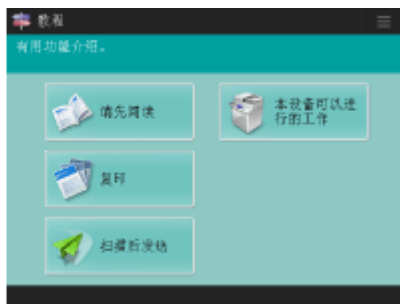 教程
有用功能介绍。
请先阅读
本设备可以进
行的工作
复印
扫描后发送